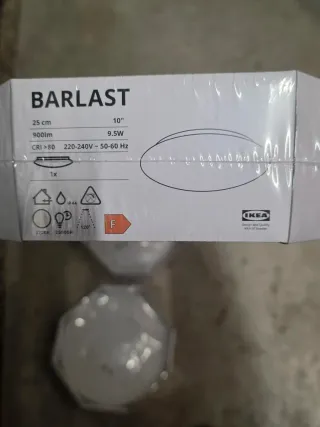 BARLAST
25 cm 10"
900lm 9.5W
CRI >80 220-240V ~ 50-60 Hz
1x
F
IKEA